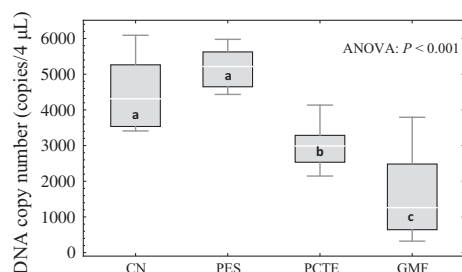 DNA copy number (copies/4 μL)
6000
5000
4000
3000
2000
1000
0
ANOVA: P < 0.001
a
a
b
c
CN PES PCTE GMF